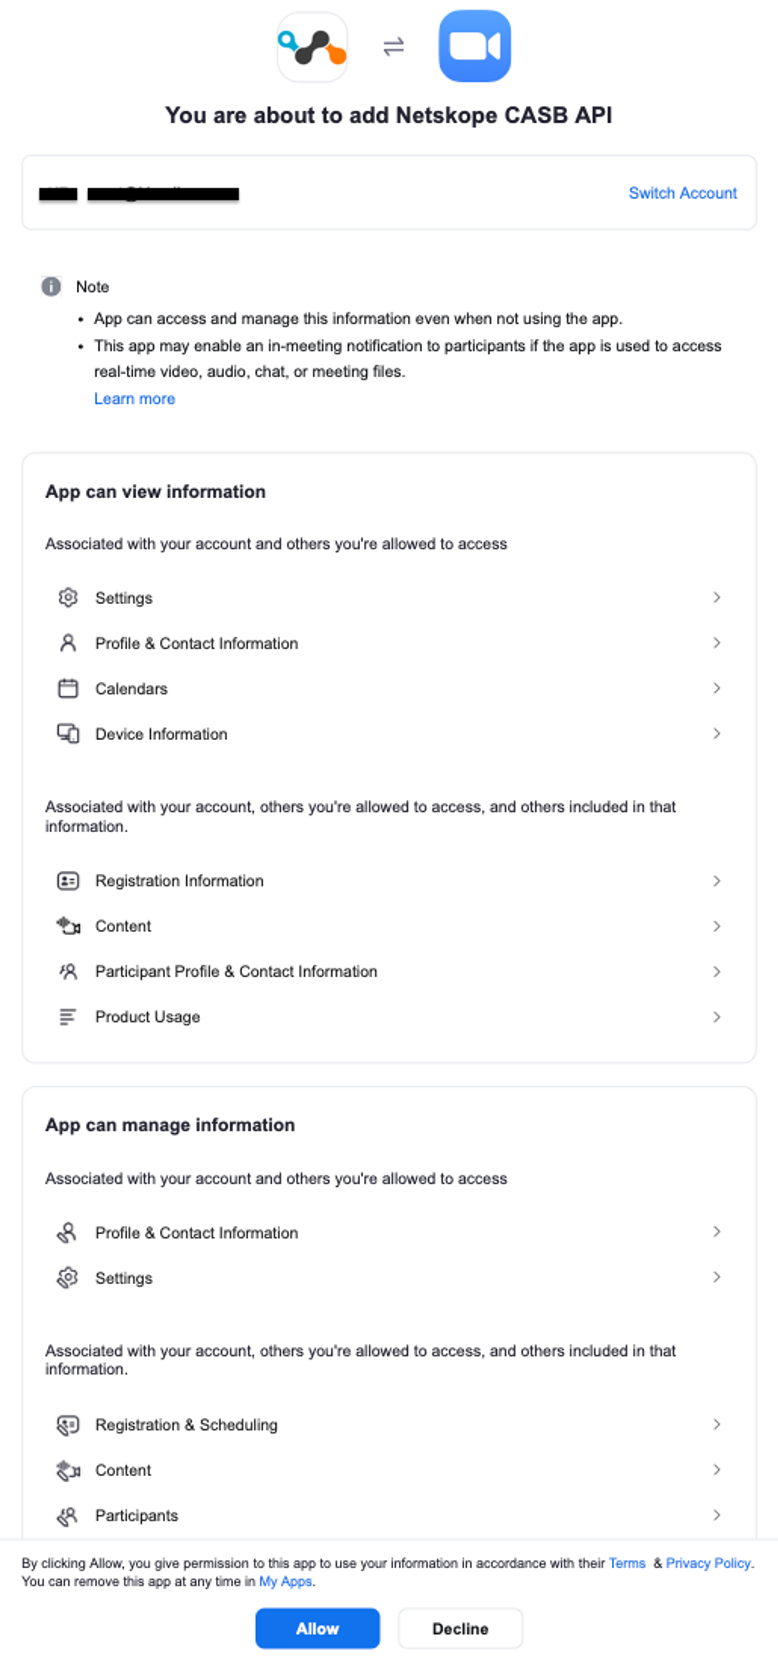 You are about to add Netskope CASB API
Switch Account
Note
• App can access and manage this information even when not using the app.
• This app may enable an in-meeting notification to participants if the app is used to access
real-time video, audio, chat, or meeting files.
Learn more
App can view information
Associated with your account and others you're allowed to access
Settings
Profile & Contact Information
Calendars
Device Information
Associated with your account, others you're allowed to access, and others included in that
information.
Registration Information
Content
Participant Profile & Contact Information
Product Usage
App can manage information
Associated with your account and others you're allowed to access
Profile & Contact Information
Settings
Associated with your account, others you're allowed to access, and others included in that
information.
Registration & Scheduling
Content
Participants
By clicking Allow, you give permission to this app to use your information in accordance with their Terms & Privacy Policy.
You can remove this app at any time in My Apps.
Allow Decline